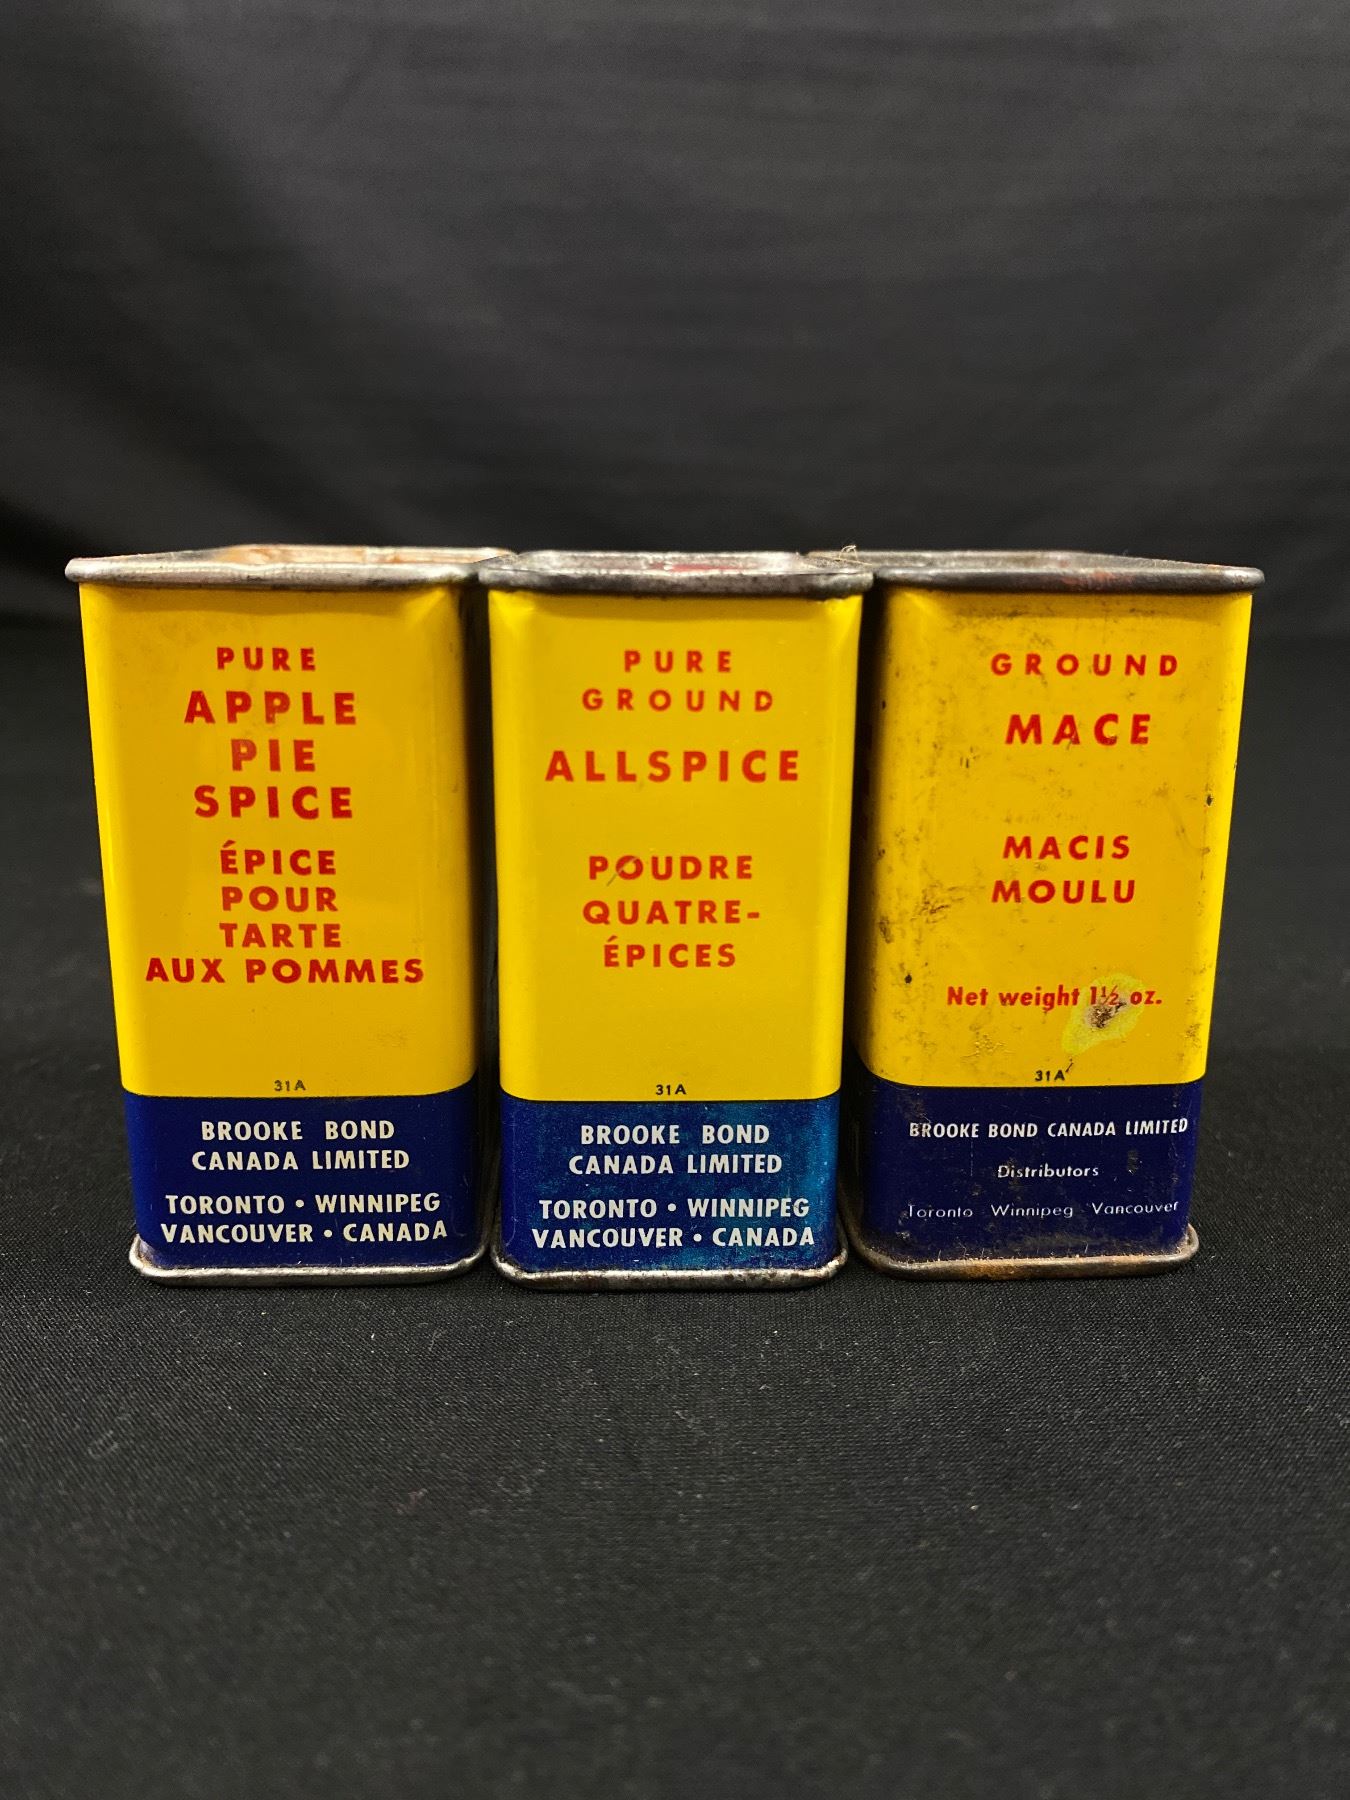 PURE
APPLE
PIE
SPICE
ÉPICE
POUR
TARTE
AUX POMMES
31A
BROOKE BOND
CANADA LIMITED
TORONTO • WINNIPEG
VANCOUVER • CANADA
PURE
GROUND
ALLSPICE
POUDRE
QUATRE-
ÉPICES
31A
BROOKE BOND
CANADA LIMITED
TORONTO • WINNIPEG
VANCOUVER • CANADA
GROUND
MACE
MACIS
MOULU
Net weight 1½ oz.
31A
BROOKE BOND CANADA LIMITED
Distributors
Toronto Winnipeg Vancouver